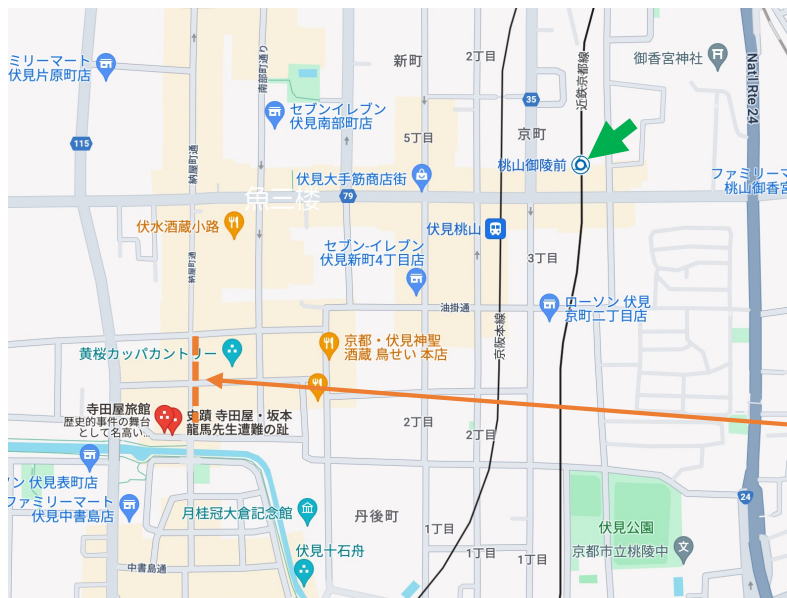 ミリーマート
伏見片原町店
南部町通り
新町
2丁目
近鉄京都線
御香宮神社
Nat'l Rte 24
セブンイレブン
伏見南部町店
35
115
5丁目
京町
納屋町通
桃山御陵前
伏見大手筋商店街
ファミリーマ
桃山御香宮
79
魚三楼
伏水酒蔵小路
伏見桃山
セブン-イレブン
伏見新町4丁目店
3丁目
納屋町通
油掛通
ローソン 伏見
京町二丁目店
京阪本線
黄桜カッパカントリー
京都・伏見神聖
酒蔵 鳥せい 本店
寺田屋旅館
歴史的事件の舞台
として名高い...
史蹟 寺田屋・坂本
龍馬先生遭難の趾
2丁目
2丁目
ソン 伏見表町店
ファミリーマート
伏見中書島店
24
月桂冠大倉記念館
丹後町
1丁目
伏見公園
伏見十石舟
1丁目
1丁目
京都市立桃陵中
文
中書島通